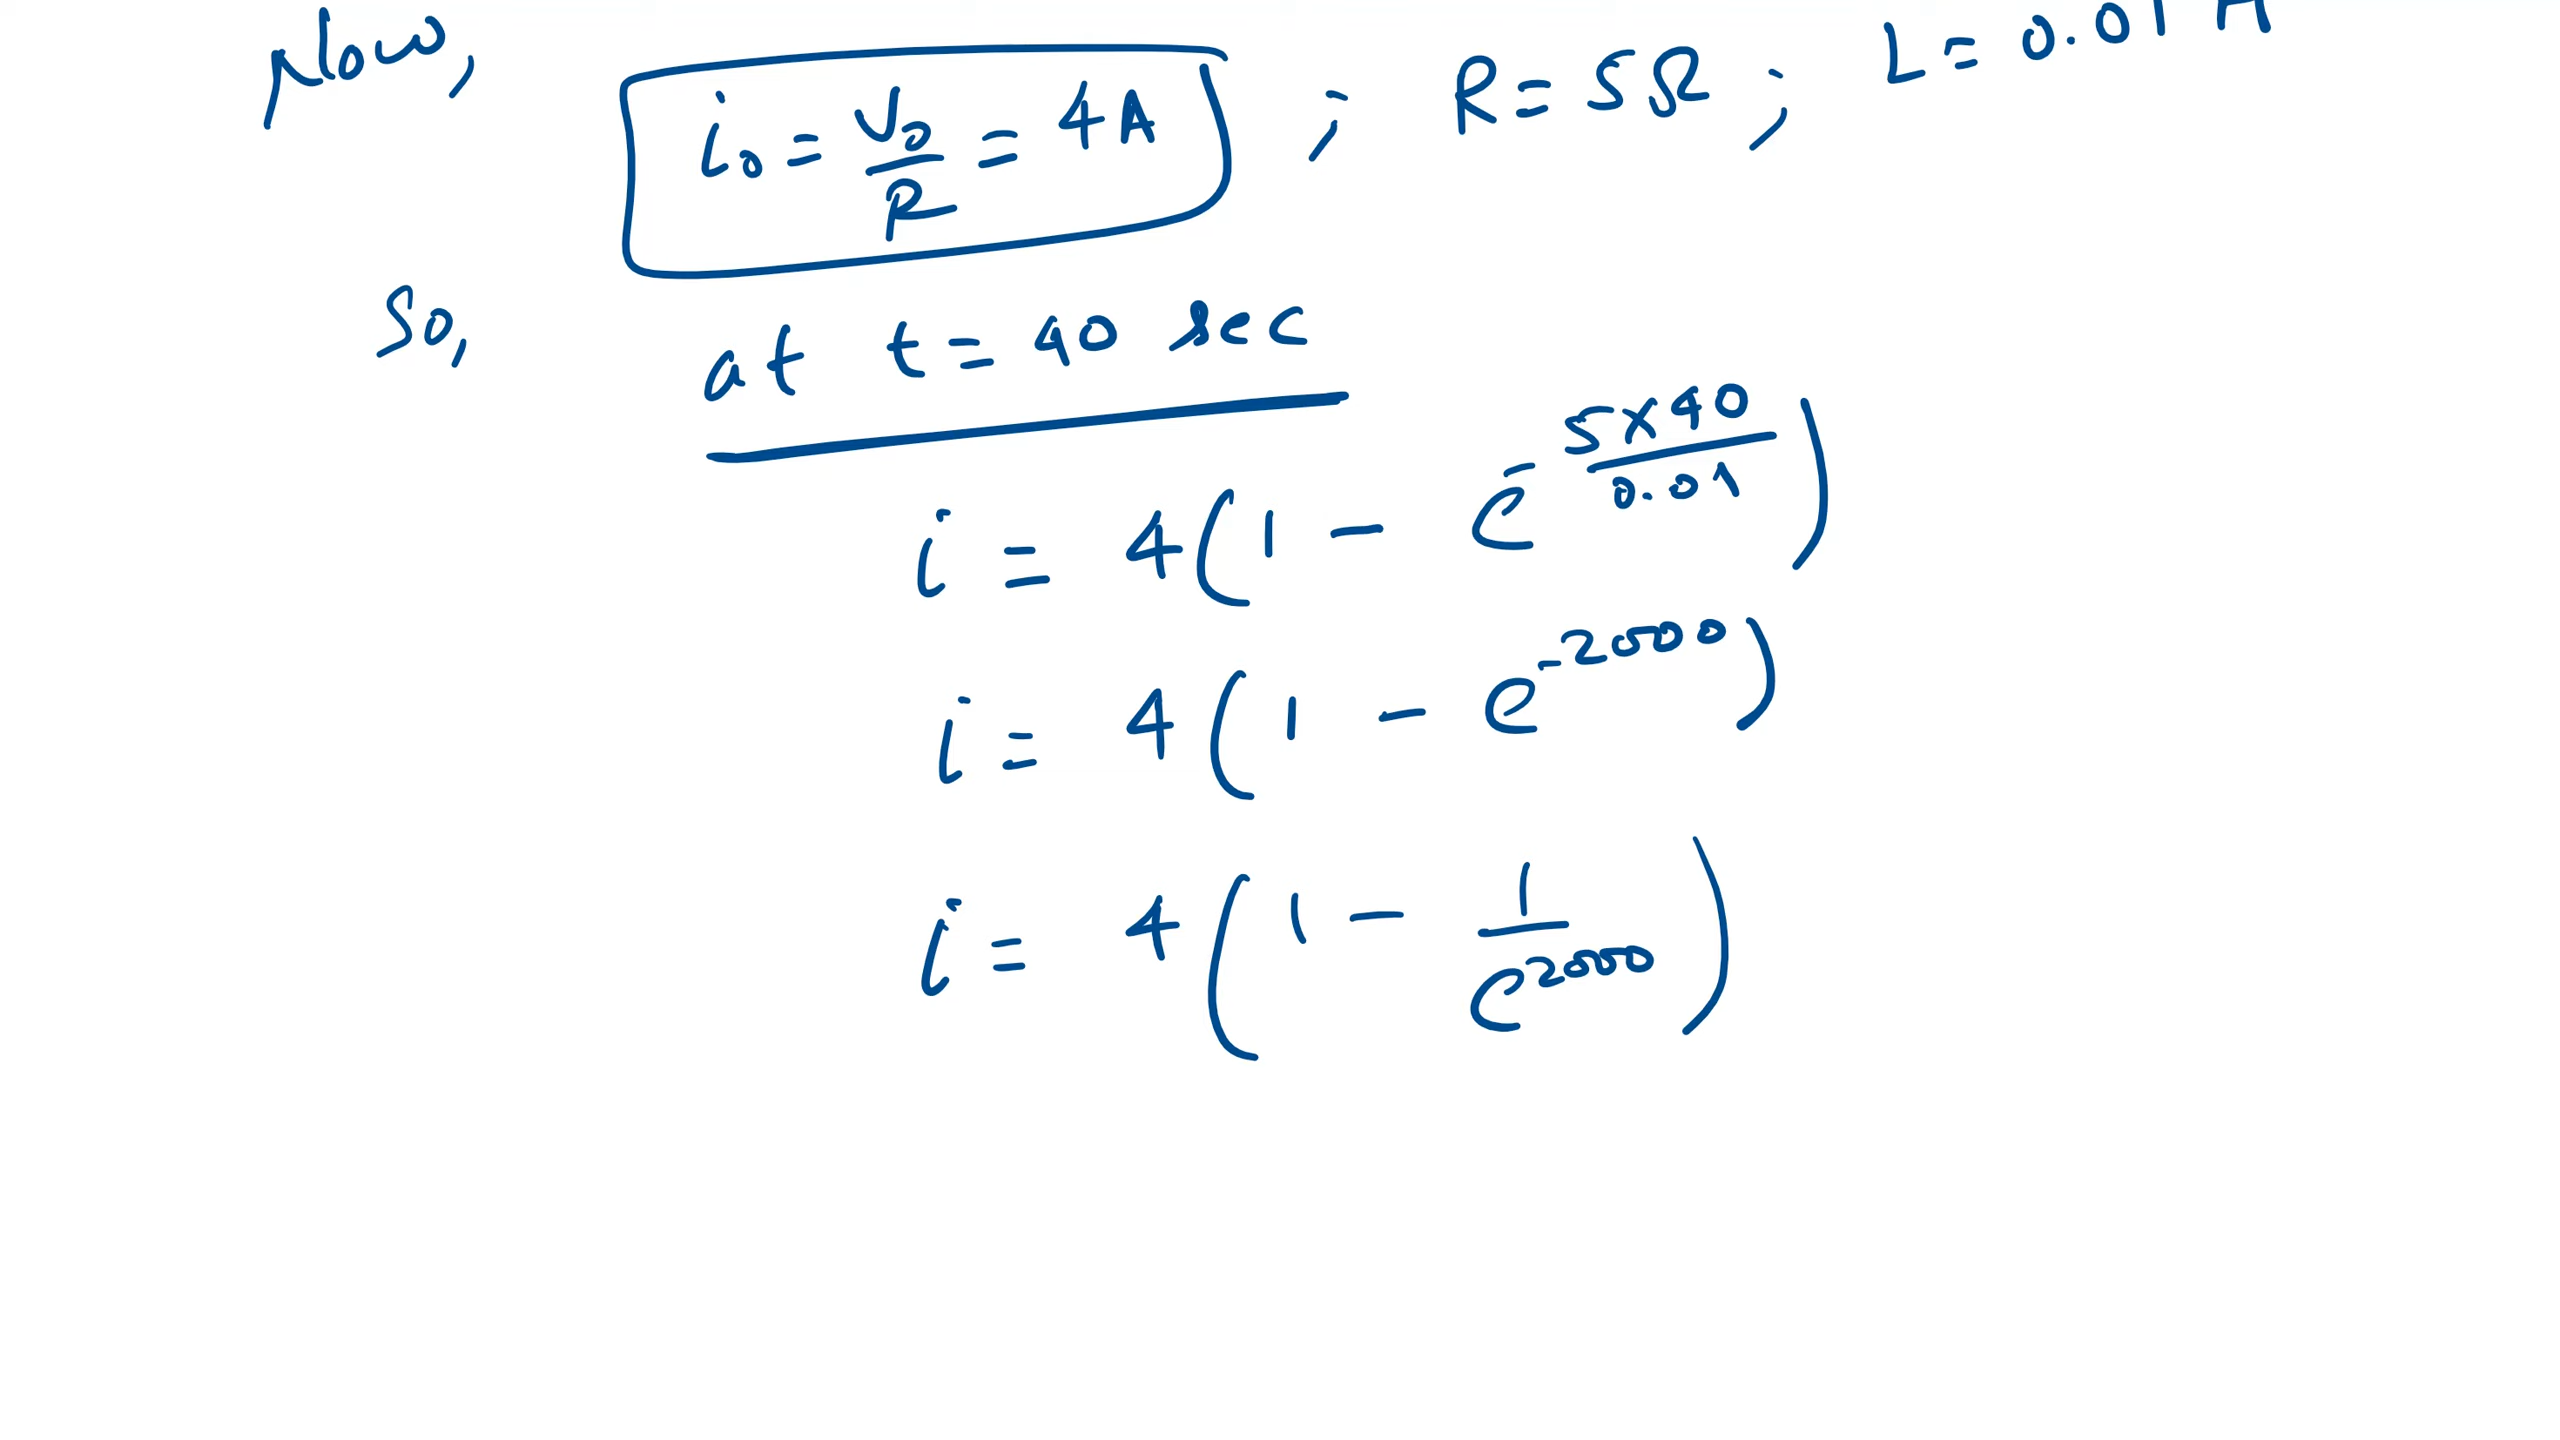 Now, i₀ = V₀/R = 4A ; R = 5Ω ; L = 0.01 H
So, at t = 40 sec
i = 4(1 - e^(-(5×40)/0.01))
i = 4(1 - e^(-20000))
i = 4(1 - 1/e^(20000))